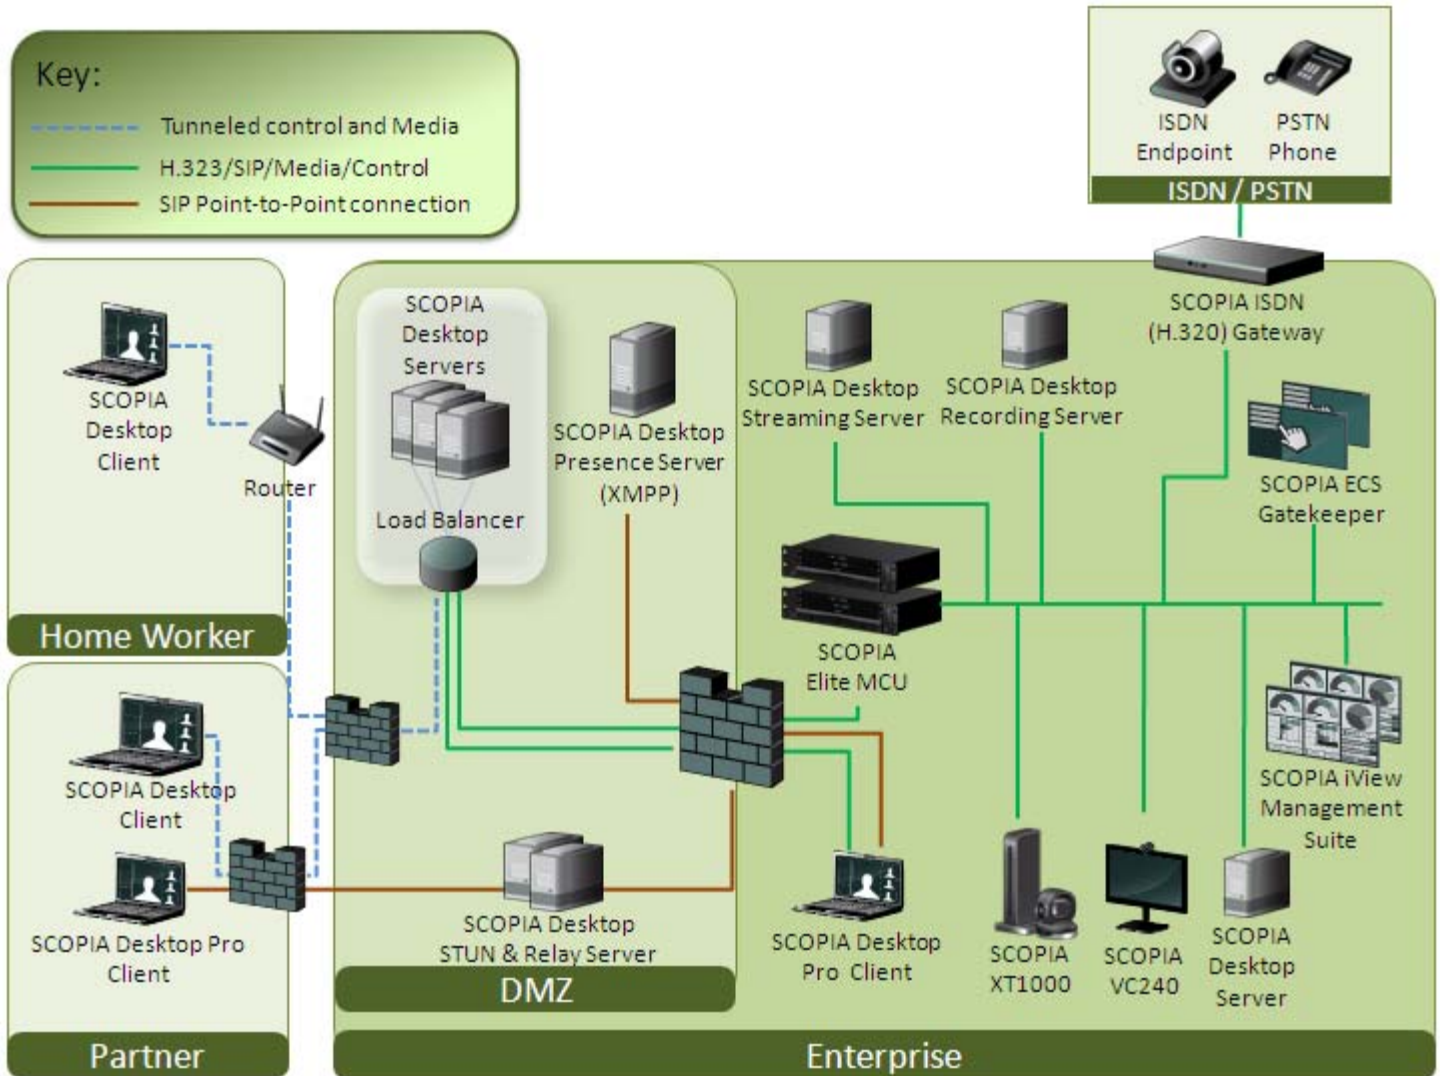 Key:
Tunneled control and Media
H.323/SIP/Media/Control
SIP Point-to-Point connection
ISDN
Endpoint
PSTN
Phone
ISDN / PSTN
SCOPIA ISDN
(H.320) Gateway
SCOPIA
Desktop
Client
Router
Home Worker
SCOPIA
Desktop
Servers
Load Balancer
SCOPIA Desktop
Presence Server
(XMPP)
SCOPIA Desktop
Streaming Server
SCOPIA Desktop
Recording Server
SCOPIA ECS
Gatekeeper
SCOPIA
Elite MCU
SCOPIA iView
Management
Suite
SCOPIA Desktop
Client
SCOPIA Desktop Pro
Client
Partner
SCOPIA Desktop
STUN & Relay Server
DMZ
SCOPIA Desktop
Pro Client
SCOPIA
XT1000
SCOPIA
VC240
SCOPIA
Desktop
Server
Enterprise